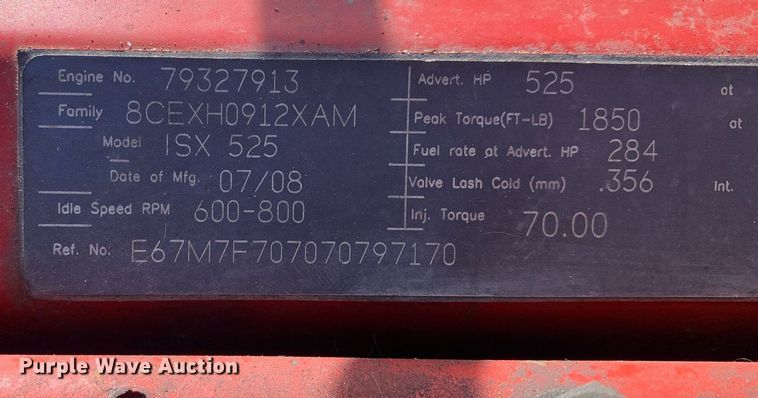 Engine No. 79327913 Advert. HP 525 at
Family 8CEXH0912XAM Peak Torque(FT-LB) 1850 at
Model ISX 525 Fuel rate at Advert. HP 284
Date of Mfg. 07/08 Valve Lash Cold (mm) .356 Int.
Idle Speed RPM 600-800 Inj. Torque 70.00
Ref. No. E67M7F707070797170
Purple Wave Auction